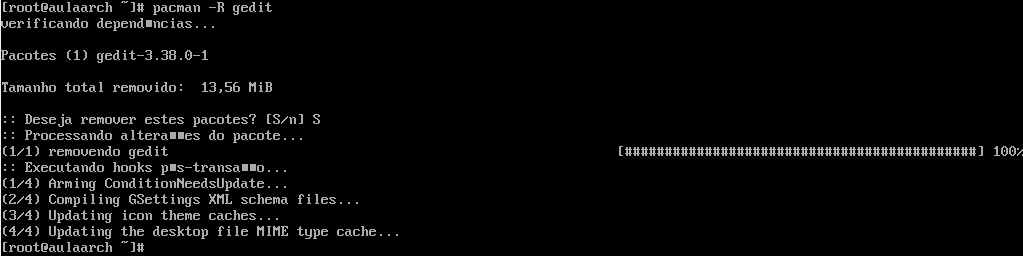 [root@aulaarch ~]# pacman -R gedit
verificando depend■ncias...
Pacotes (1) gedit-3.38.0-1
Tamanho total removido:  13,56 MiB
:: Deseja remover estes pacotes? [S/n] S
:: Processando altera■■es do pacote...
(1/1) removendo gedit [############################################] 100%
:: Executando hooks p■s-transa■■o...
(1/4) Arming ConditionNeedsUpdate...
(2/4) Compiling GSettings XML schema files...
(3/4) Updating icon theme caches...
(4/4) Updating the desktop file MIME type cache...
[root@aulaarch ~]#